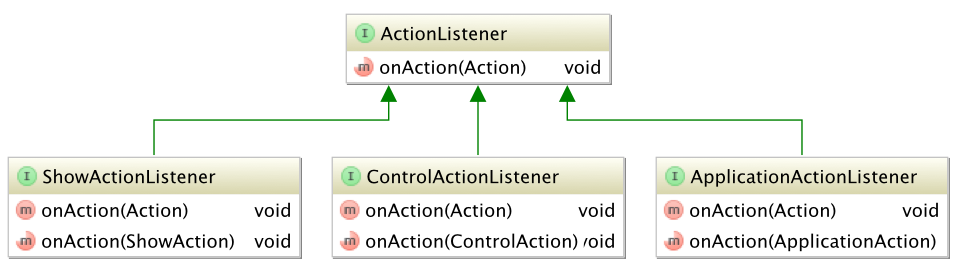 I ActionListener
m onAction(Action) void
I ShowActionListener
m onAction(Action) void
m onAction(ShowAction) void
I ControlActionListener
m onAction(Action) void
m onAction(ControlAction) void
I ApplicationActionListener
m onAction(Action) void
m onAction(ApplicationAction)